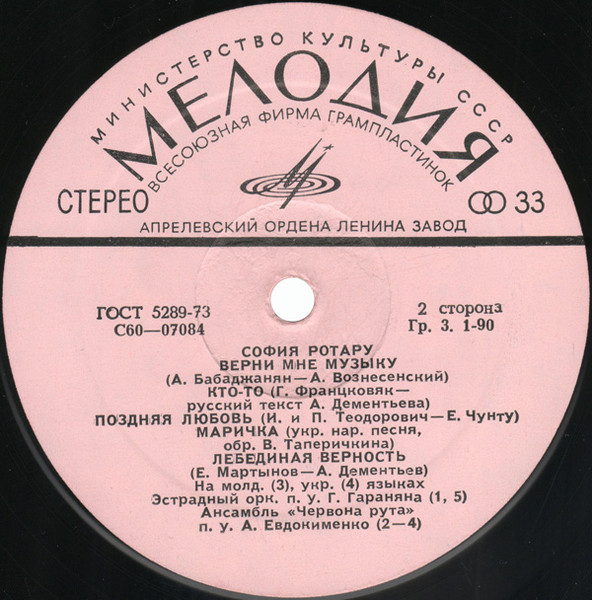 МИНИСТЕРСТВО КУЛЬТУРЫ СССР
МЕЛОДИЯ
ВСЕСОЮЗНАЯ ФИРМА ГРАМПЛАСТИНОК
СТЕРЕО
33
АПРЕЛЕВСКИЙ ОРДЕНА ЛЕНИНА ЗАВОД
ГОСТ 5289-73
С60—07084
2 сторона
Гр. 3. 1-90
СОФИЯ РОТАРУ
ВЕРНИ МНЕ МУЗЫКУ
(А. Бабаджанян—А. Вознесенский)
КТО-ТО (Г. Францковяк—
русский текст А. Дементьева)
ПОЗДНЯЯ ЛЮБОВЬ (И. и П. Теодорович—Е. Чунту)
МАРИЧКА (укр. нар. песня,
обр. В. Таперичкина)
ЛЕБЕДИНАЯ ВЕРНОСТЬ
(Е. Мартынов—А. Дементьев)
На молд. (3), укр. (4) языках
Эстрадный орк. п. у. Г. Гараняна (1, 5)
Ансамбль «Червона рута»
п. у. А. Евдокименко (2—4)